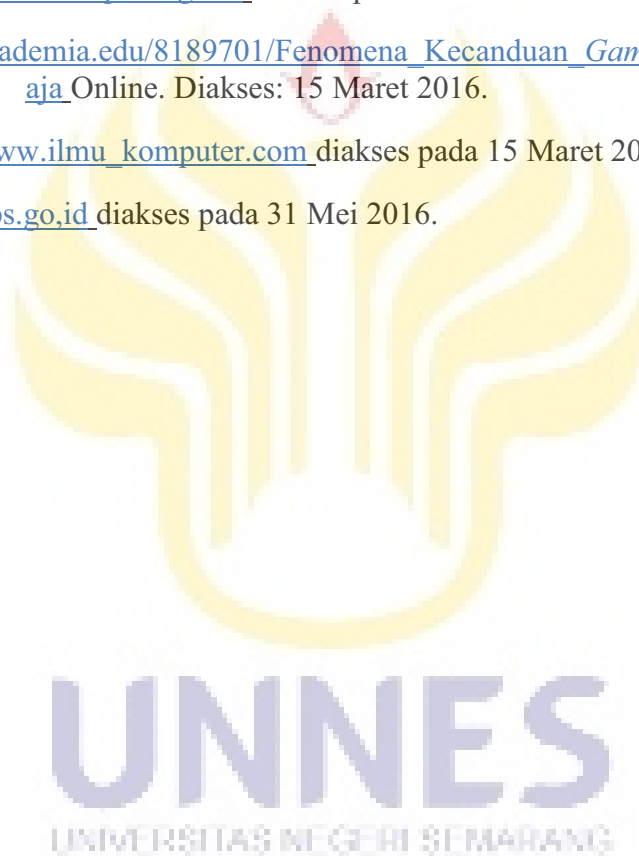 ademia.edu/8189701/Fenomena_Kecanduan_Gam
aja Online. Diakses: 15 Maret 2016.
ww.ilmu_komputer.com diakses pada 15 Maret 20
os.go,id diakses pada 31 Mei 2016.
UNNES
UNIVERSITAS NEGERI SEMARANG